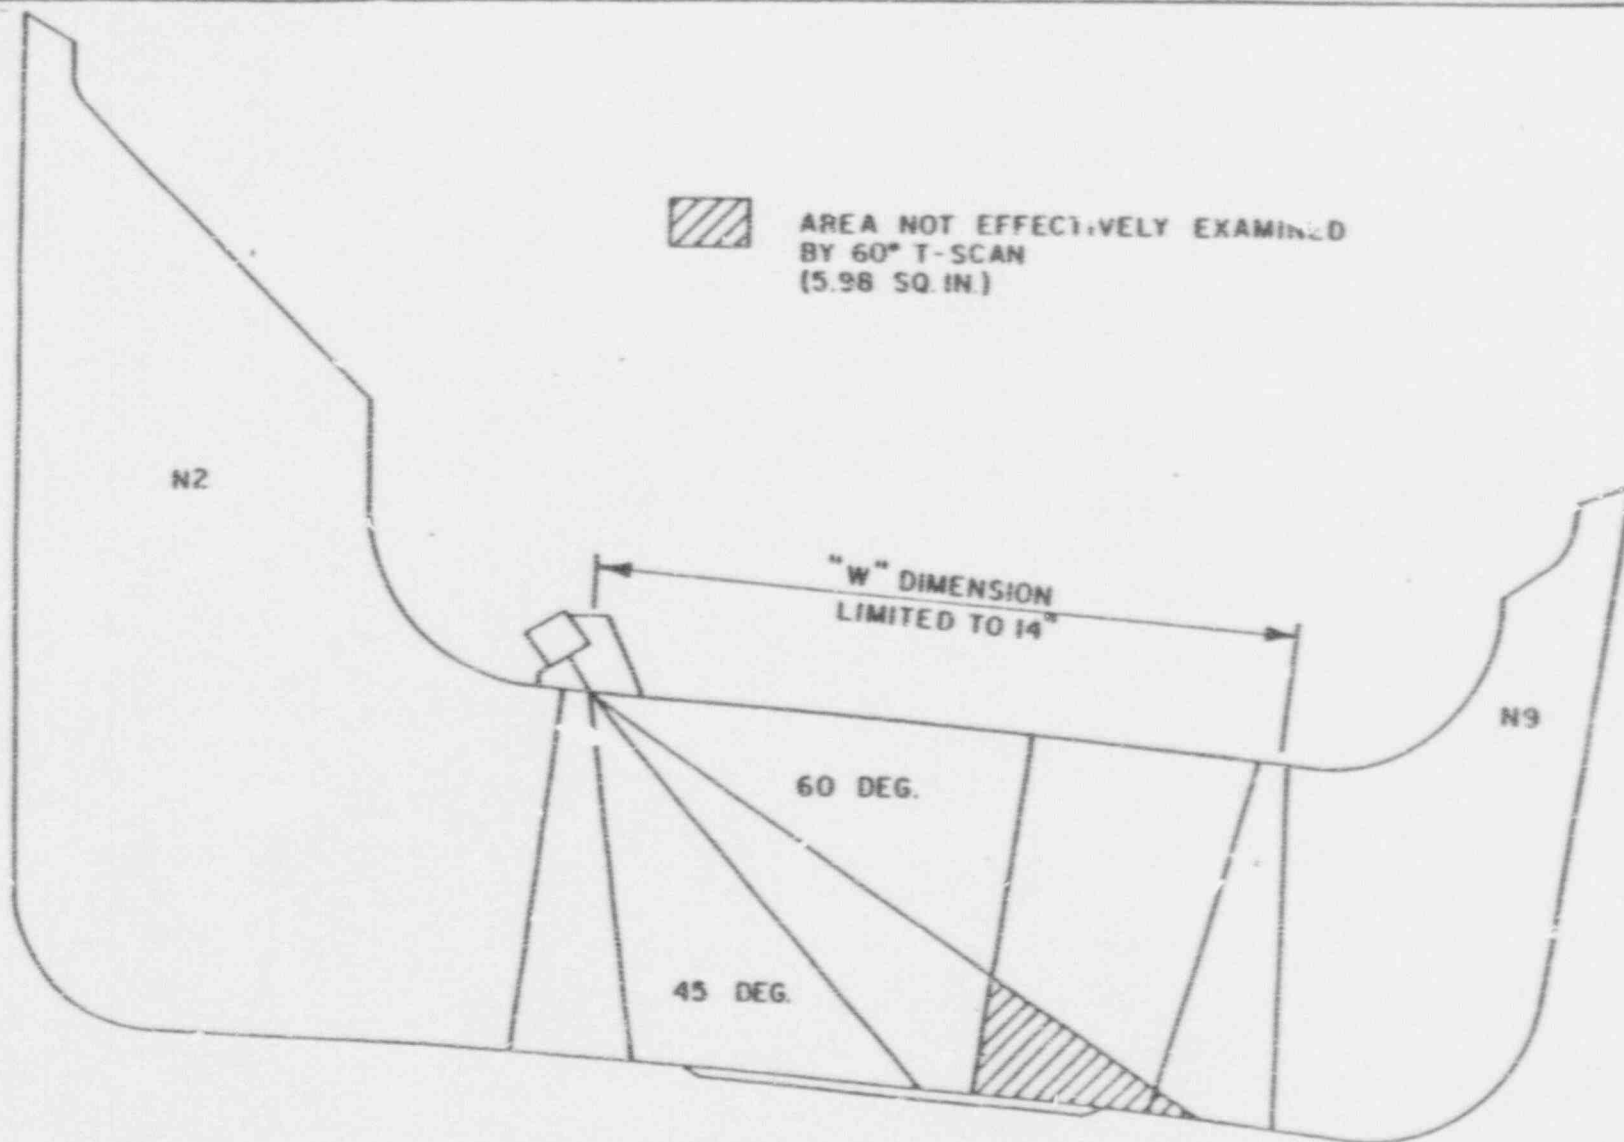 AREA NOT EFFECTIVELY EXAMINED
BY 60° T-SCAN
(5.98 SQ. IN.)
N2
"W" DIMENSION
LIMITED TO 14"
N9
60 DEG.
45 DEG.